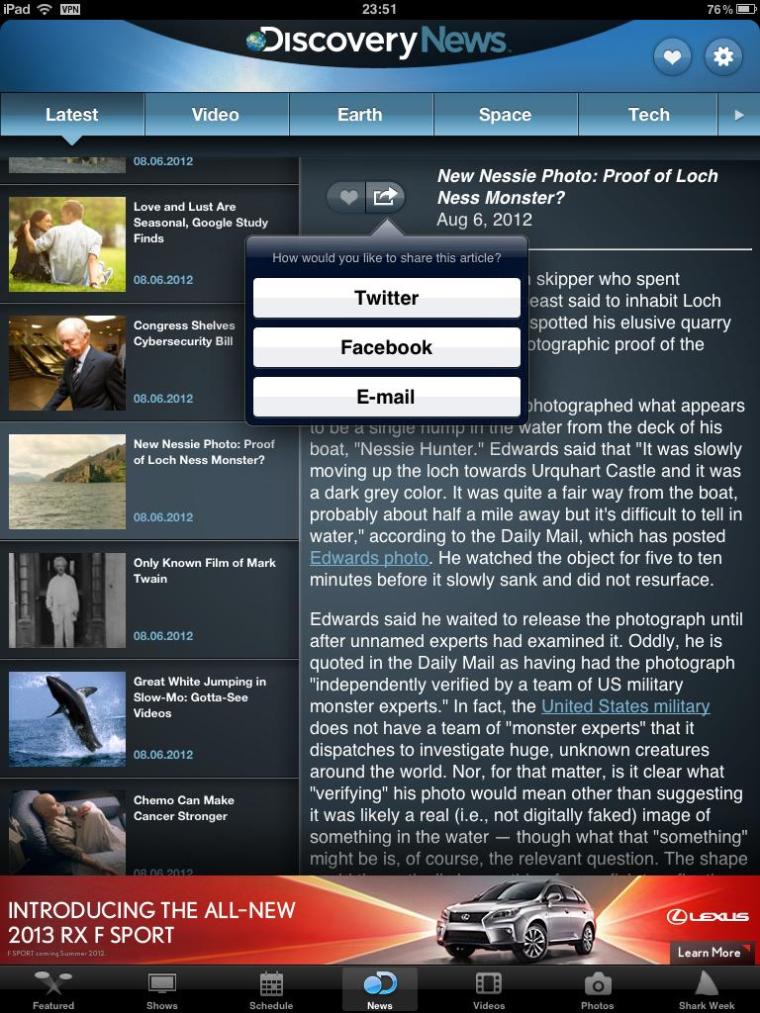 iPad VPN 23:51 76%
Discovery News
Latest Video Earth Space Tech
08.06.2012
Love and Lust Are
Seasonal, Google Study
Finds
08.06.2012
Congress Shelves
Cybersecurity Bill
08.06.2012
New Nessie Photo: Proof
of Loch Ness Monster?
08.06.2012
Only Known Film of Mark
Twain
08.06.2012
Great White Jumping in
Slow-Mo: Gotta-See
Videos
08.06.2012
Chemo Can Make
Cancer Stronger
08.06.2012
New Nessie Photo: Proof of Loch
Ness Monster?
Aug 6, 2012
How would you like to share this article?
Twitter
Facebook
E-mail
skipper who spent
east said to inhabit Loch
spotted his elusive quarry
otographic proof of the
photographed what appears
to be a single hump in the water from the deck of his
boat, "Nessie Hunter." Edwards said that "It was slowly
moving up the loch towards Urquhart Castle and it was
a dark grey color. It was quite a fair way from the boat,
probably about half a mile away but it's difficult to tell in
water," according to the Daily Mail, which has posted
Edwards photo. He watched the object for five to ten
minutes before it slowly sank and did not resurface.
Edwards said he waited to release the photograph until
after unnamed experts had examined it. Oddly, he is
quoted in the Daily Mail as having had the photograph
"independently verified by a team of US military
monster experts." In fact, the United States military
does not have a team of "monster experts" that it
dispatches to investigate huge, unknown creatures
around the world. Nor, for that matter, is it clear what
"verifying" his photo would mean other than suggesting
it was likely a real (i.e., not digitally faked) image of
something in the water — though what that "something"
might be is, of course, the relevant question. The shape
INTRODUCING THE ALL-NEW
2013 RX F SPORT
F SPORT coming Summer 2012.
LEXUS
Learn More
Featured Shows Schedule News Videos Photos Shark Week